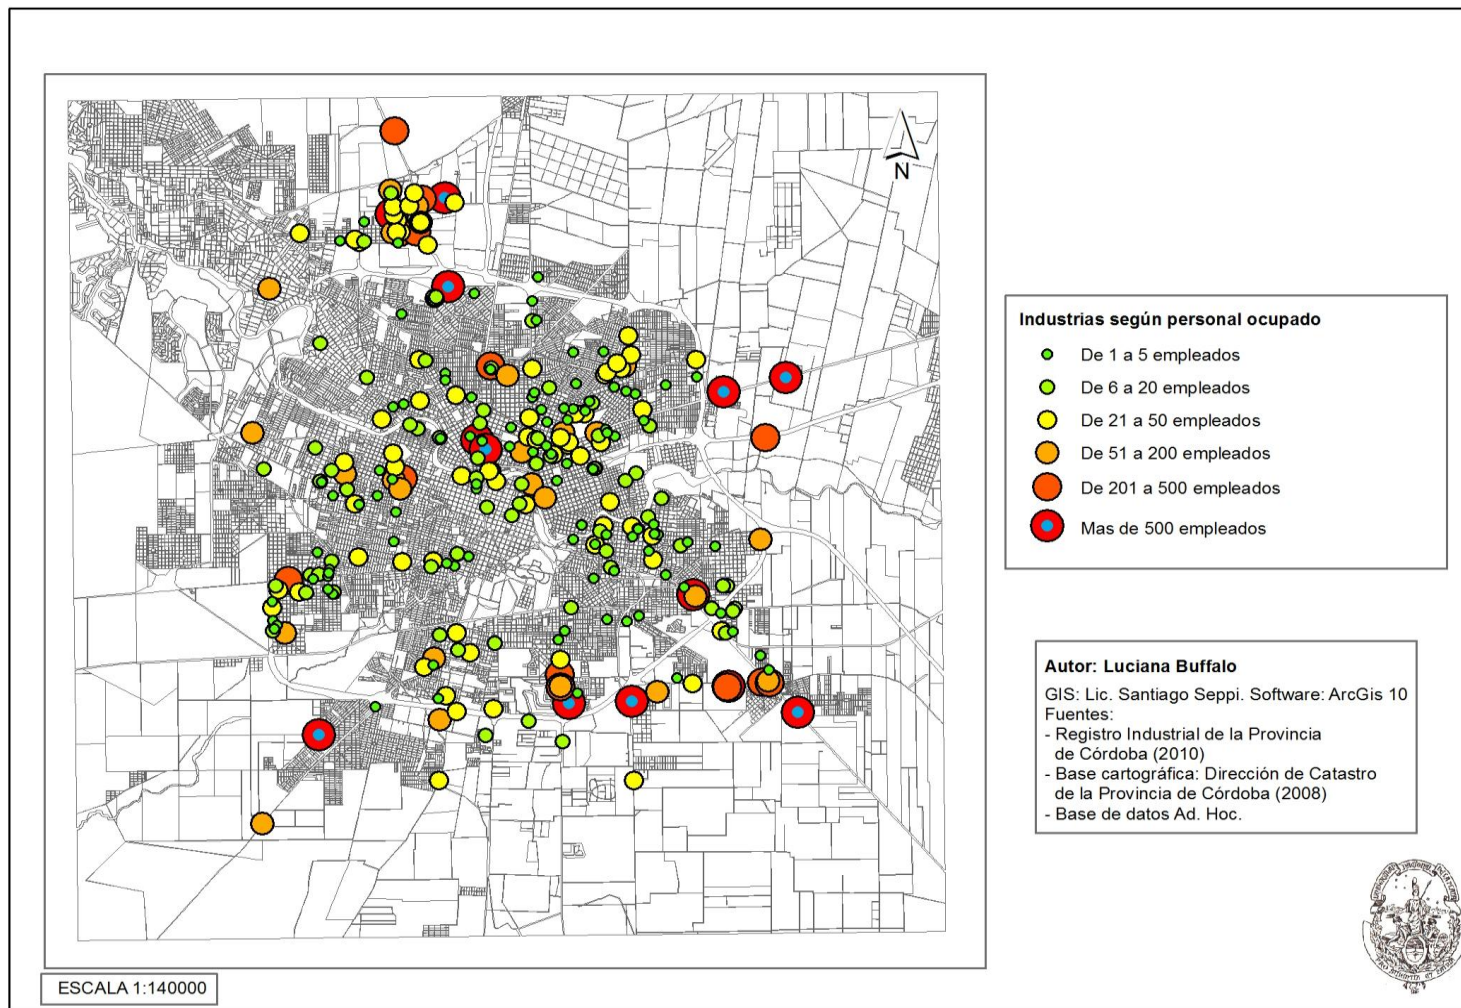 N
Industrias según personal ocupado
De 1 a 5 empleados
De 6 a 20 empleados
De 21 a 50 empleados
De 51 a 200 empleados
De 201 a 500 empleados
Mas de 500 empleados
Autor: Luciana Buffalo
GIS: Lic. Santiago Seppi. Software: ArcGis 10
Fuentes:
- Registro Industrial de la Provincia
de Córdoba (2010)
- Base cartográfica: Dirección de Catastro
de la Provincia de Córdoba (2008)
- Base de datos Ad. Hoc.
ESCALA 1:140000